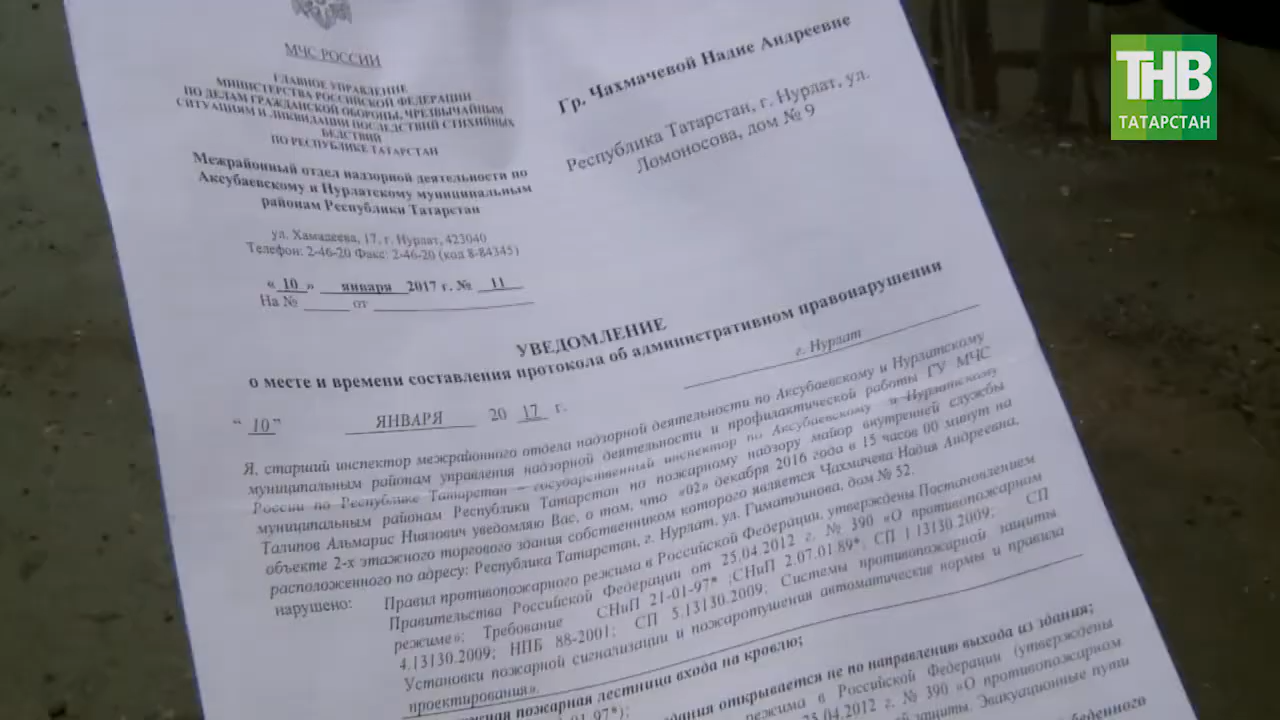 МЧС РОССИИ
ГЛАВНОЕ УПРАВЛЕНИЕ
МИНИСТЕРСТВА РОССИЙСКОЙ ФЕДЕРАЦИИ
ПО ДЕЛАМ ГРАЖДАНСКОЙ ОБОРОНЫ, ЧРЕЗВЫЧАЙНЫМ
СИТУАЦИЯМ И ЛИКВИДАЦИИ ПОСЛЕДСТВИЙ СТИХИЙНЫХ
БЕДСТВИЙ
ПО РЕСПУБЛИКЕ ТАТАРСТАН
Межрайонный отдел надзорной деятельности по
Аксубаевскому и Нурлатскому муниципальным
районам Республики Татарстан
ул. Хамадеева, 17, г. Нурлат, 423040
Телефон: 2-46-20 Факс: 2-46-20 (код 8-84345)
« 10 » января 2017 г. № 11
На № от
Гр. Чахмачевой Надие Андреевне
Республика Татарстан, г. Нурлат, ул.
Ломоносова, дом № 9
ТНВ
ТАТАРСТАН
УВЕДОМЛЕНИЕ
о месте и времени составления протокола об административном правонарушении
г. Нурлат
“ 10 ” ЯНВАРЯ 20 17 г.
Я, старший инспектор межрайонного отдела надзорной деятельности по Аксубаевскому и Нурлатскому
муниципальным районам управления надзорной деятельности и профилактической работы ГУ МЧС
России по Республике Татарстан – государственный инспектор по Аксубаевскому и Нурлатскому
муниципальным районам Республики Татарстан по пожарному надзору майор внутренней службы
Талипов Альмарис Ниязович уведомляю Вас, о том, что «02» декабря 2016 года в 15 часов 00 минут на
объекте 2-х этажного торгового здания собственником которого является Чахмачева Надия Андреевна,
расположенного по адресу: Республика Татарстан, г. Нурлат, ул. Гиматдинова, дом № 52.
нарушено: Правил противопожарного режима в Российской Федерации, утверждены Постановлением
Правительства Российской Федерации от 25.04.2012 г. № 390 «О противопожарном
режиме»; Требование СНиП 21-01-97* ;СНиП 2.07.01.89*; СП 1.13130.2009; СП
4.13130.2009; НПБ 88-2001; СП 5.13130.2009; Системы противопожарной защиты.
Установки пожарной сигнализации и пожаротушения автоматические нормы и правила
проектирования».
пожарная лестница входа на кровлю;
здания открывается не по направлению выхода из здания;
режима в Российской Федерации (утверждены
25.04.2012 г. № 390 «О противопожарном
защиты. Эвакуационные пути